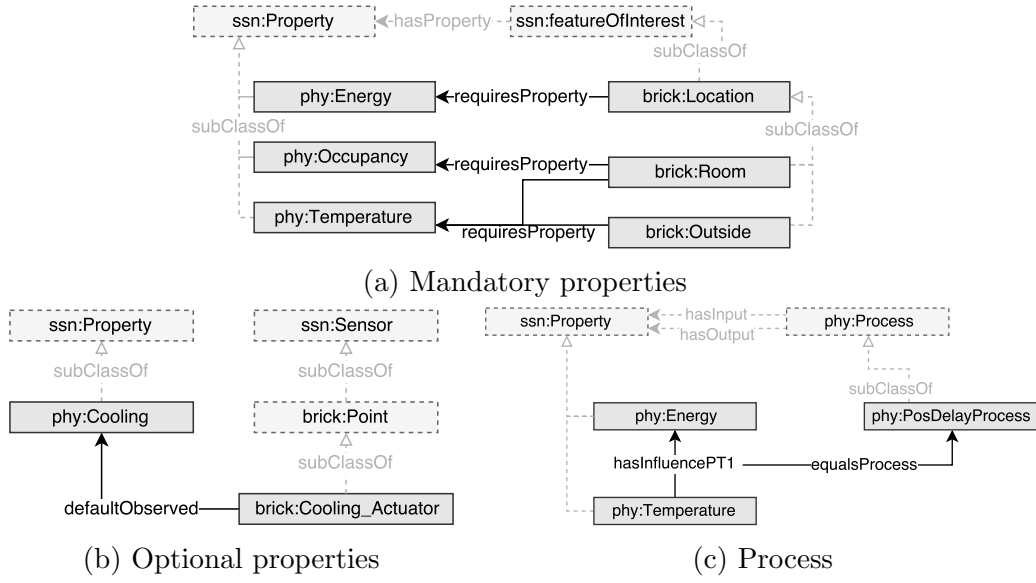 ssn:Property hasProperty ssn:featureOfInterest
subClassOf
phy:Energy requiresProperty brick:Location
subClassOf subClassOf
phy:Occupancy requiresProperty brick:Room
phy:Temperature requiresProperty brick:Outside
(a) Mandatory properties
ssn:Property ssn:Sensor
subClassOf subClassOf
phy:Cooling brick:Point
subClassOf
defaultObserved brick:Cooling_Actuator
(b) Optional properties
ssn:Property hasInput phy:Process
hasOutput
subClassOf
phy:Energy phy:PosDelayProcess
hasInfluencePT1 equalsProcess
phy:Temperature
(c) Process